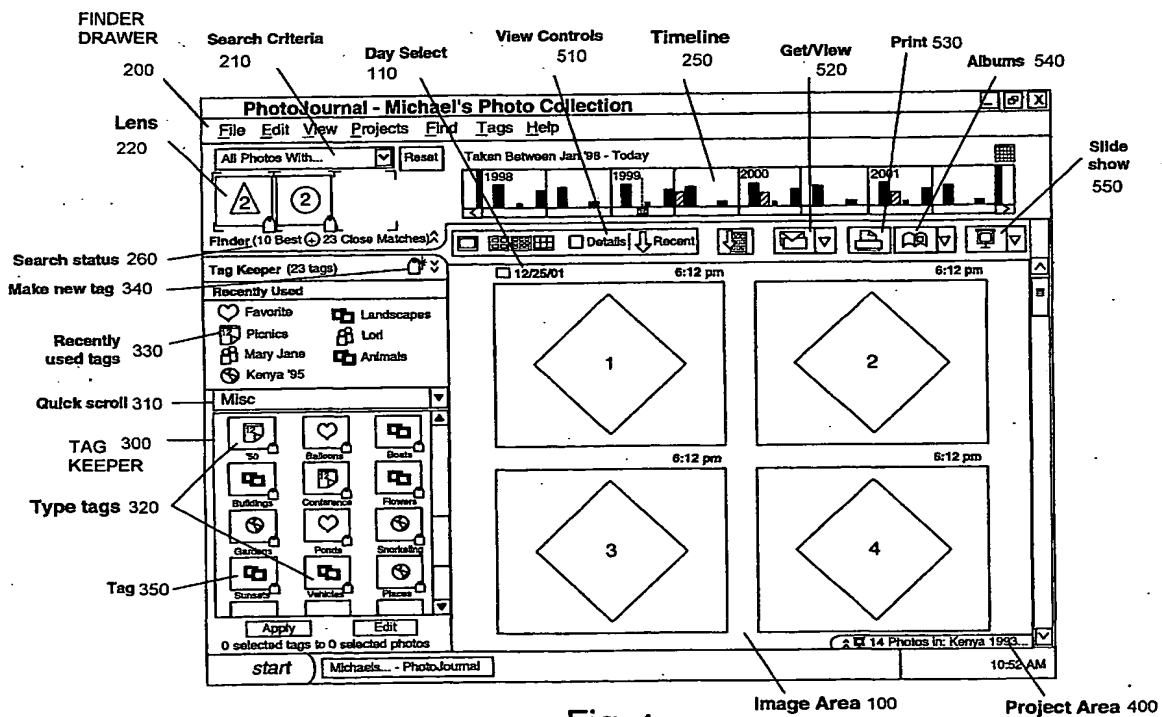 FINDER DRAWER 200
Search Criteria 210
Day Select 110
View Controls 510
Timeline 250
Get/View 520
Print 530
Albums 540
Lens 220
Slide show 550
PhotoJournal - Michael's Photo Collection
File Edit View Projects Find Tags Help
All Photos With... Reset
Taken Between Jan '98 - Today
1998 1999 2000 2001
2 2
Finder (10 Best 23 Close Matches)
Details Recent
Search status 260
Tag Keeper (23 tags)
Make new tag 340
Recently Used
Favorite Landscapes
12 Picnics Lori
Mary Jane Animals
Kenya '95
Recently used tags 330
Quick scroll 310
Misc
TAG KEEPER 300
'50 Balloons Boats
Buildings Conference Flowers
Gardens Ponds Snorkeling
Sunsets Vehicles Places
Type tags 320
Tag 350
Apply Edit
0 selected tags to 0 selected photos
12/25/01 6:12 pm 6:12 pm
1 2
6:12 pm 6:12 pm
3 4
14 Photos in: Kenya 1993...
start Michaels... - PhotoJournal 10:52 AM
Image Area 100
Project Area 400